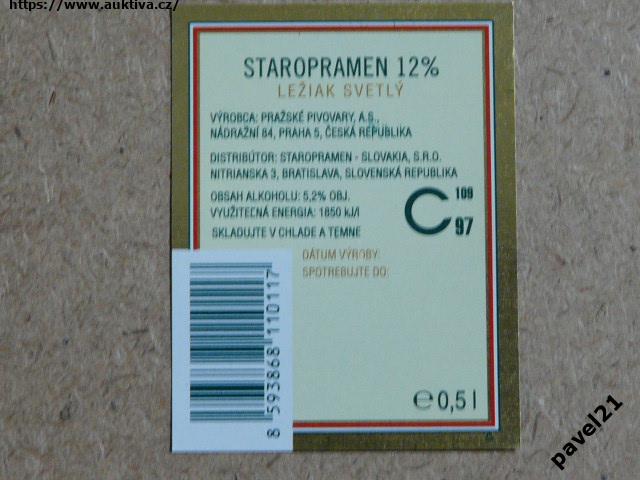 https://www.auktiva.cz/
STAROPRAMEN 12%
LEŽIAK SVETLÝ
VÝROBCA: PRAŽSKÉ PIVOVARY, A.S.,
NÁDRAŽNÍ 84, PRAHA 5, ČESKÁ REPUBLIKA
DISTRIBÚTOR: STAROPRAMEN - SLOVAKIA, S.R.O.
NITRIANSKA 3, BRATISLAVA, SLOVENSKÁ REPUBLIKA
OBSAH ALKOHOLU: 5,2% OBJ.
VYUŽITEĽNÁ ENERGIA: 1850 kJ/l
SKLADUJTE V CHLADE A TEMNE
C 109
97
DÁTUM VÝROBY:
SPOTREBUJTE DO:
8 593868 110117
℮ 0,5 l
pavel21